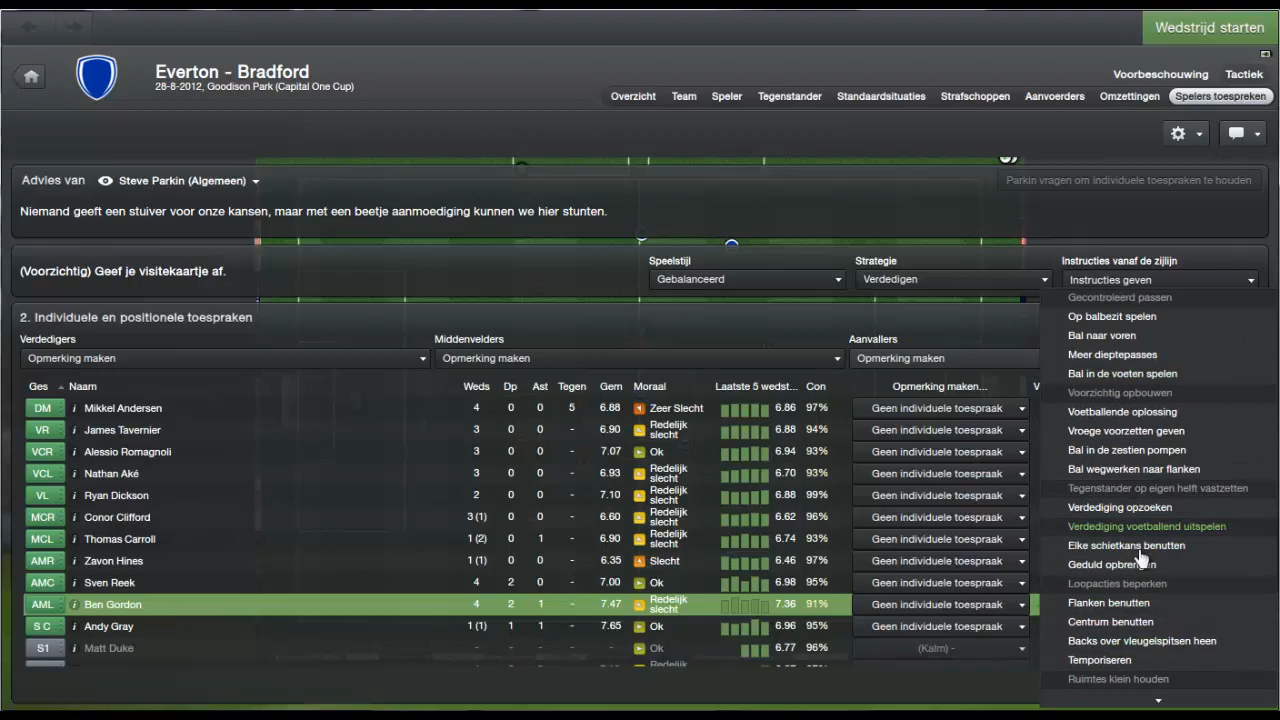 Wedstrijd starten
Everton - Bradford
28-8-2012, Goodison Park (Capital One Cup)
Voorbeschouwing Tactiek
Overzicht Team Speler Tegenstander Standaardsituaties Strafschoppen Aanvoerders Omzettingen Spelers toespreken
Advies van Steve Parkin (Algemeen) Parkin vragen om individuele toespraken te houden
Niemand geeft een stuiver voor onze kansen, maar met een beetje aanmoediging kunnen we hier stunten.
Speelstijl Strategie Instructies vanaf de zijlijn
(Voorzichtig) Geef je visitekaartje af. Gebalanceerd Verdedigen Instructies geven
2. Individuele en positionele toespraken
Verdedigers Middenvelders Aanvallers
Opmerking maken Opmerking maken Opmerking maken
Ges Naam Weds Dp Ast Tegen Gem Moraal Laatste 5 wedst... Con Opmerking maken...
DM i Mikkel Andersen 4 0 0 5 6.88 Zeer Slecht 6.86 97% Geen individuele toespraak
VR i James Tavernier 3 0 0 - 6.90 Redelijk slecht 6.88 94% Geen individuele toespraak
VCR i Alessio Romagnoli 3 0 0 - 7.07 Ok 6.94 93% Geen individuele toespraak
VCL i Nathan Aké 3 0 0 - 6.93 Redelijk slecht 6.70 93% Geen individuele toespraak
VL i Ryan Dickson 2 0 0 - 7.10 Redelijk slecht 6.88 99% Geen individuele toespraak
MCR i Conor Clifford 3 (1) 0 0 - 6.60 Redelijk slecht 6.62 96% Geen individuele toespraak
MCL i Thomas Carroll 1 (2) 0 1 - 6.90 Redelijk slecht 6.74 93% Geen individuele toespraak
AMR i Zavon Hines 1 (1) 0 0 - 6.35 Slecht 6.46 97% Geen individuele toespraak
AMC i Sven Reek 4 2 0 - 7.00 Ok 6.98 95% Geen individuele toespraak
AML i Ben Gordon 4 2 1 - 7.47 Redelijk slecht 7.36 91% Geen individuele toespraak
S C i Andy Gray 1 (1) 1 1 - 7.65 Ok 6.96 95% Geen individuele toespraak
S1 i Matt Duke - - - - - Ok 6.77 96% (Kalm) -
Gecontroleerd passen
Op balbezit spelen
Bal naar voren
Meer dieptepasses
Bal in de voeten spelen
Voorzichtig opbouwen
Voetballende oplossing
Vroege voorzetten geven
Bal in de zestien pompen
Bal wegwerken naar flanken
Tegenstander op eigen helft vastzetten
Verdediging opzoeken
Verdediging voetballend uitspelen
Elke schietkans benutten
Geduld opbrengen
Loopacties beperken
Flanken benutten
Centrum benutten
Backs over vleugelspitsen heen
Temporiseren
Ruimtes klein houden